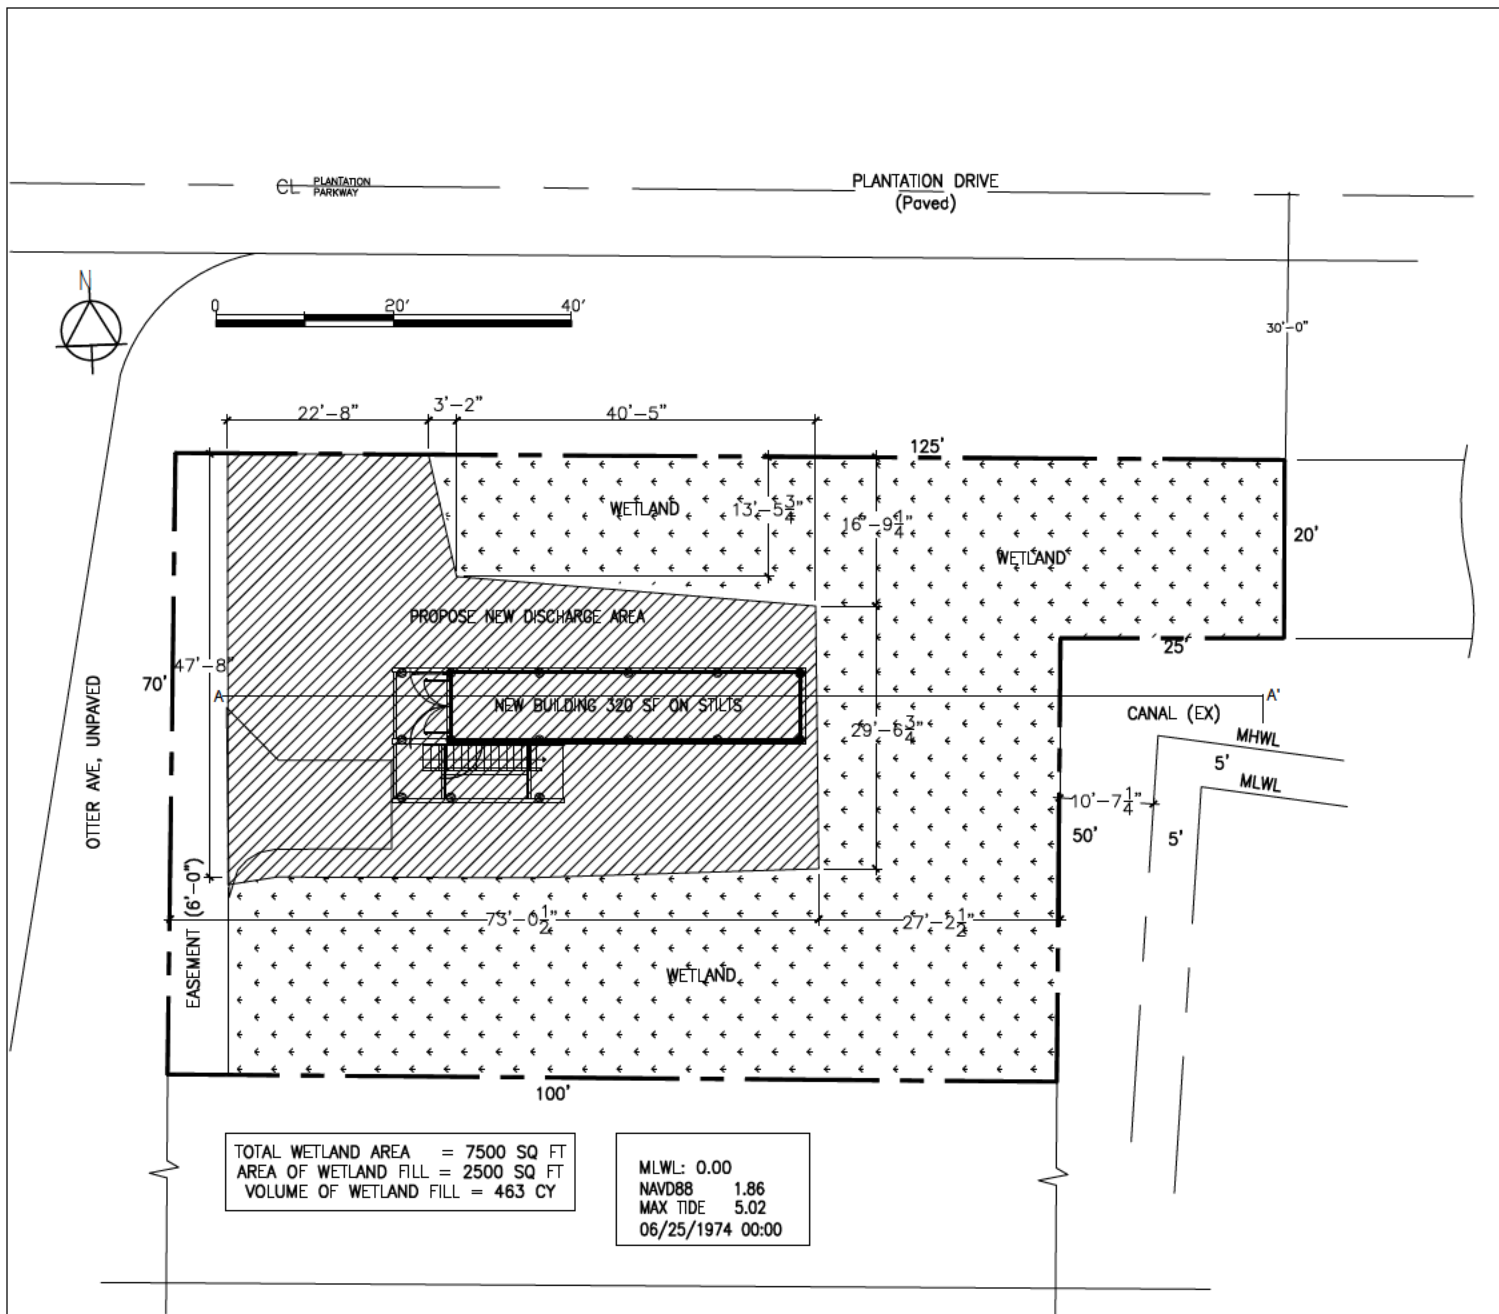 PLANTATION DRIVE
(Paved)
CL PLANTATION
PARKWAY
N
0 20' 40'
30'-0"
22'-8"
3'-2"
40'-5"
125'
WETLAND
13'-5 3/4"
16'-9 1/4"
WETLAND
20'
PROPOSE NEW DISCHARGE AREA
25'
47'-8"
70'
A
NEW BUILDING 320 SF ON STILTS
A'
CANAL (EX)
29'-6 3/4"
MHWL
5'
MLWL
OTTER AVE, UNPAVED
10'-7 1/4"
50'
5'
EASEMENT (6'-0")
73'-0 1/2"
27'-2 1/2"
WETLAND
100'
TOTAL WETLAND AREA = 7500 SQ FT
AREA OF WETLAND FILL = 2500 SQ FT
VOLUME OF WETLAND FILL = 463 CY
MLWL: 0.00
NAVD88 1.86
MAX TIDE 5.02
06/25/1974 00:00